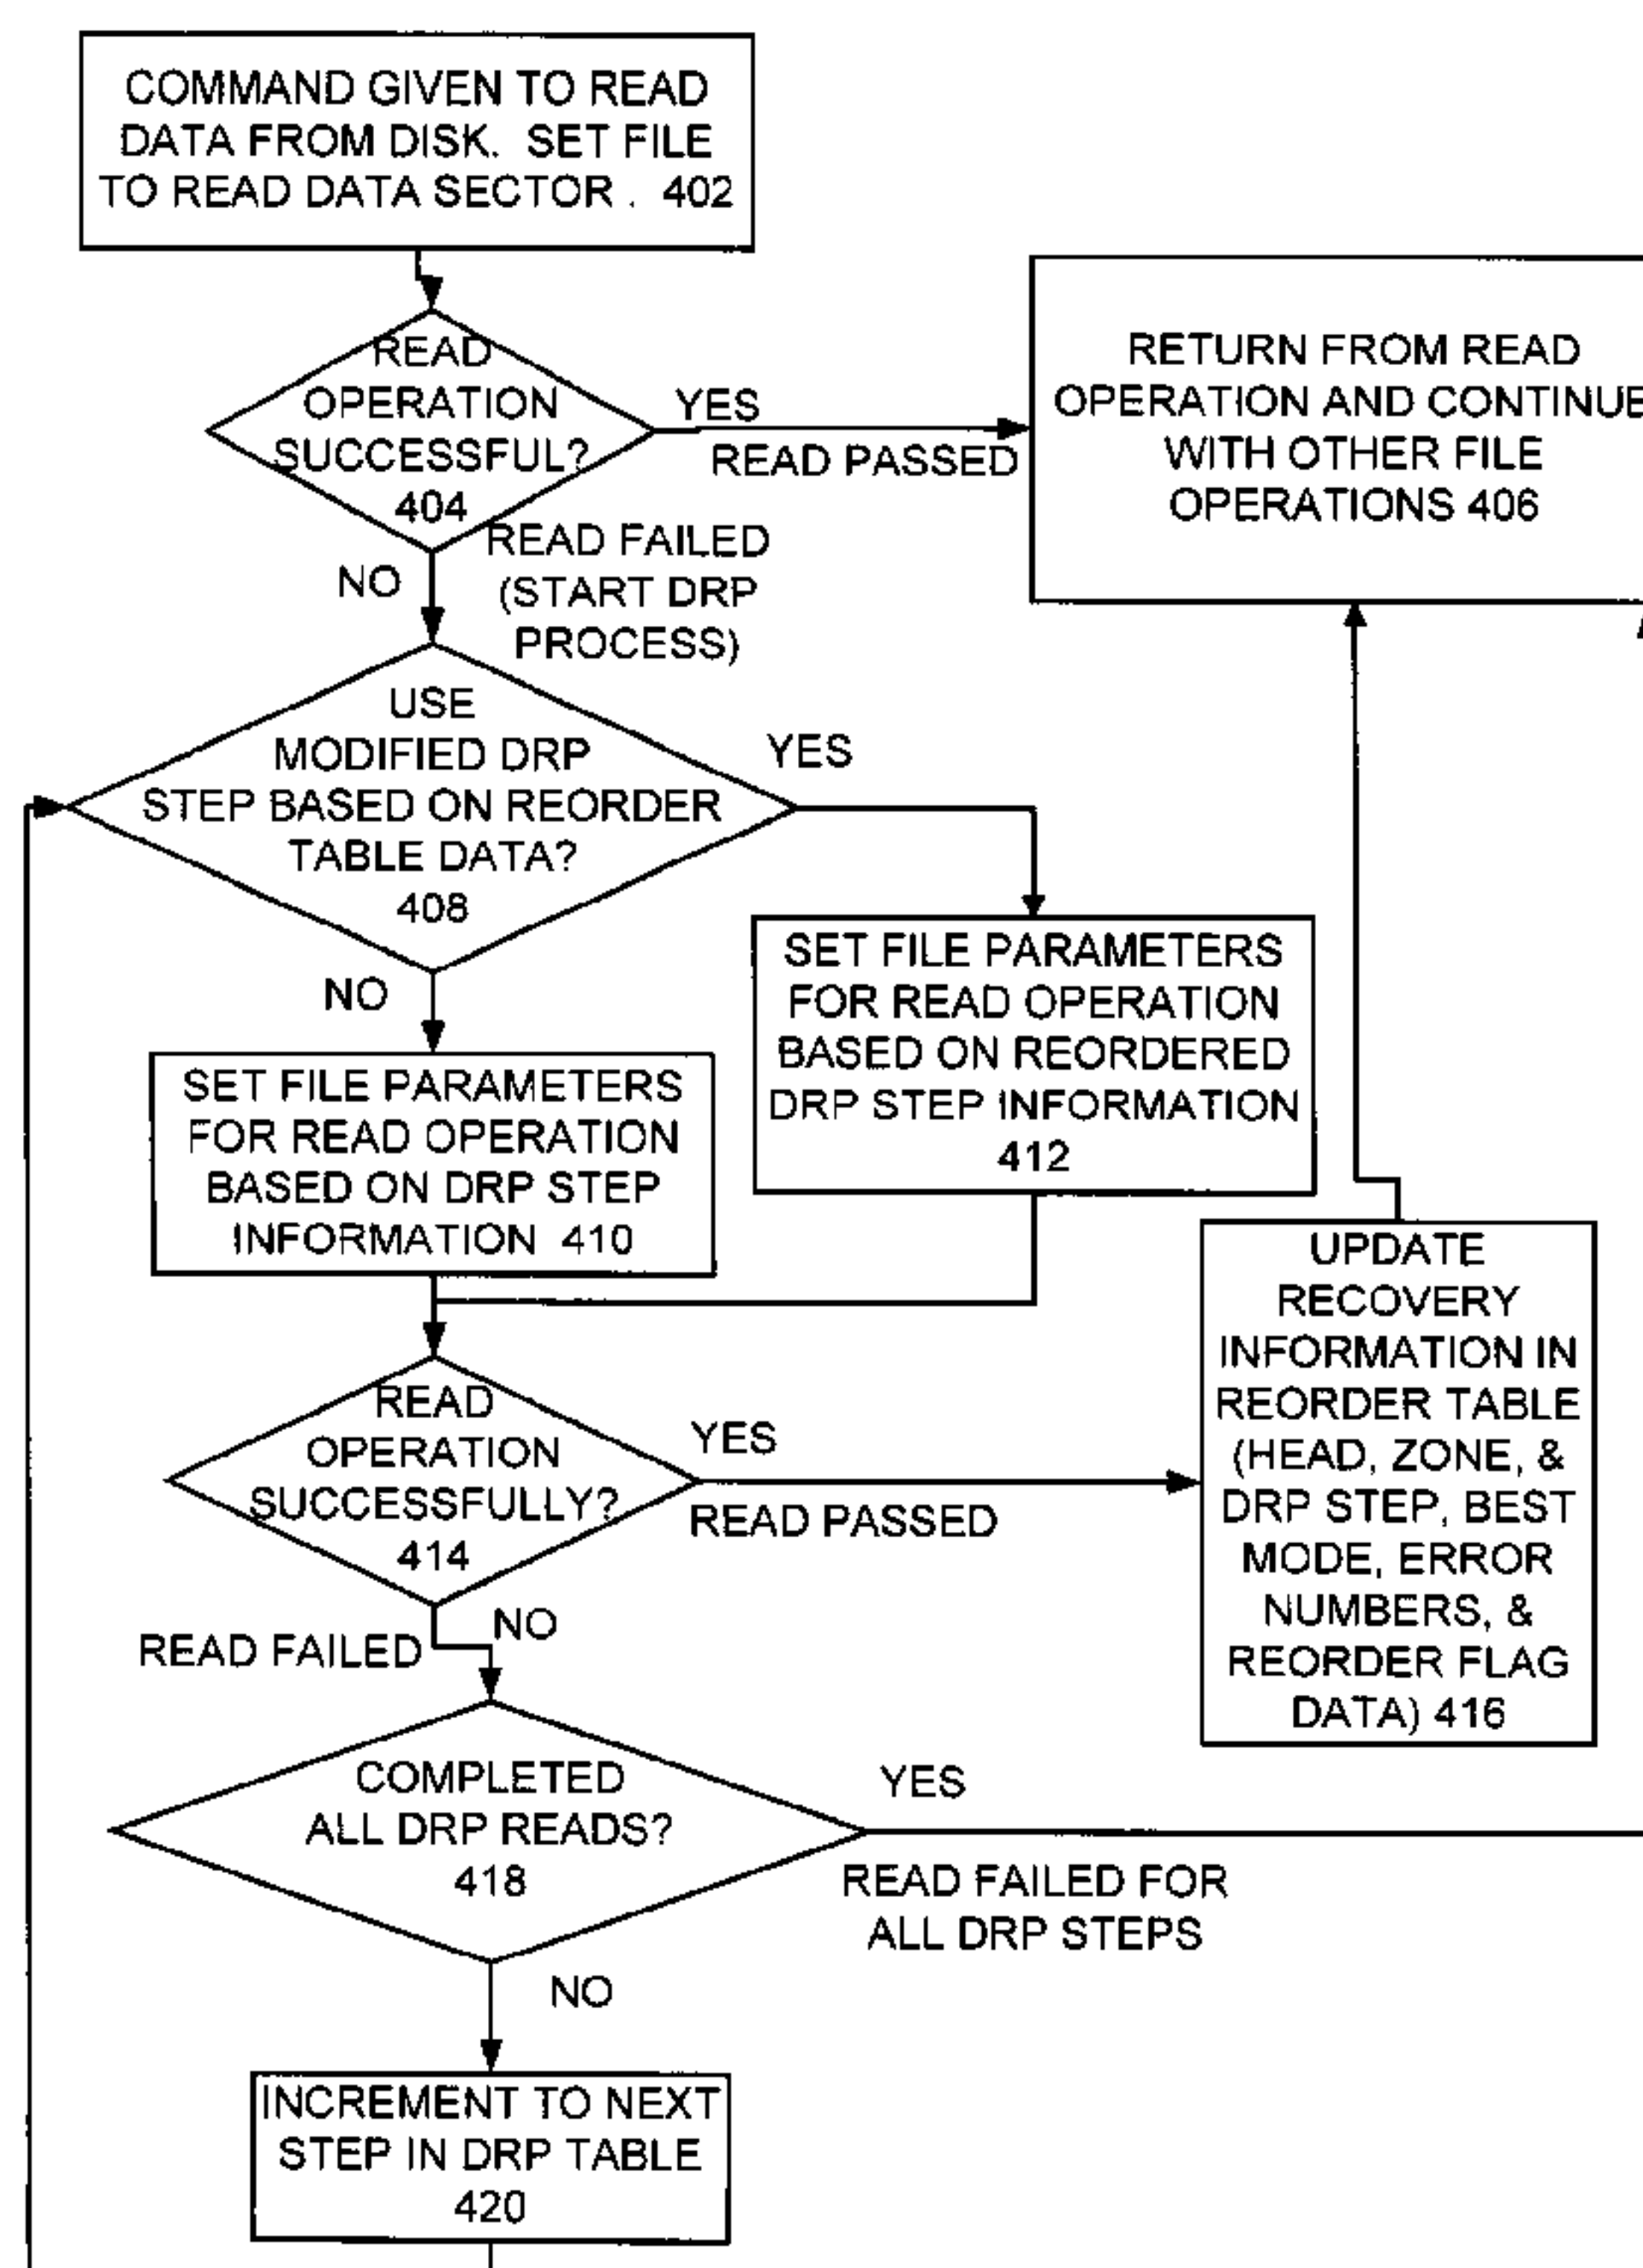 COMMAND GIVEN TO READ
DATA FROM DISK. SET FILE
TO READ DATA SECTOR . 402
READ
OPERATION
SUCCESSFUL?
404
YES
READ PASSED
RETURN FROM READ
OPERATION AND CONTINUE
WITH OTHER FILE
OPERATIONS 406
NO
READ FAILED
(START DRP
PROCESS)
USE
MODIFIED DRP
STEP BASED ON REORDER
TABLE DATA?
408
YES
NO
SET FILE PARAMETERS
FOR READ OPERATION
BASED ON REORDERED
DRP STEP INFORMATION
412
SET FILE PARAMETERS
FOR READ OPERATION
BASED ON DRP STEP
INFORMATION 410
READ
OPERATION
SUCCESSFULLY?
414
YES
READ PASSED
UPDATE
RECOVERY
INFORMATION IN
REORDER TABLE
(HEAD, ZONE, &
DRP STEP, BEST
MODE, ERROR
NUMBERS, &
REORDER FLAG
DATA) 416
NO
READ FAILED
COMPLETED
ALL DRP READS?
418
YES
READ FAILED FOR
ALL DRP STEPS
NO
INCREMENT TO NEXT
STEP IN DRP TABLE
420